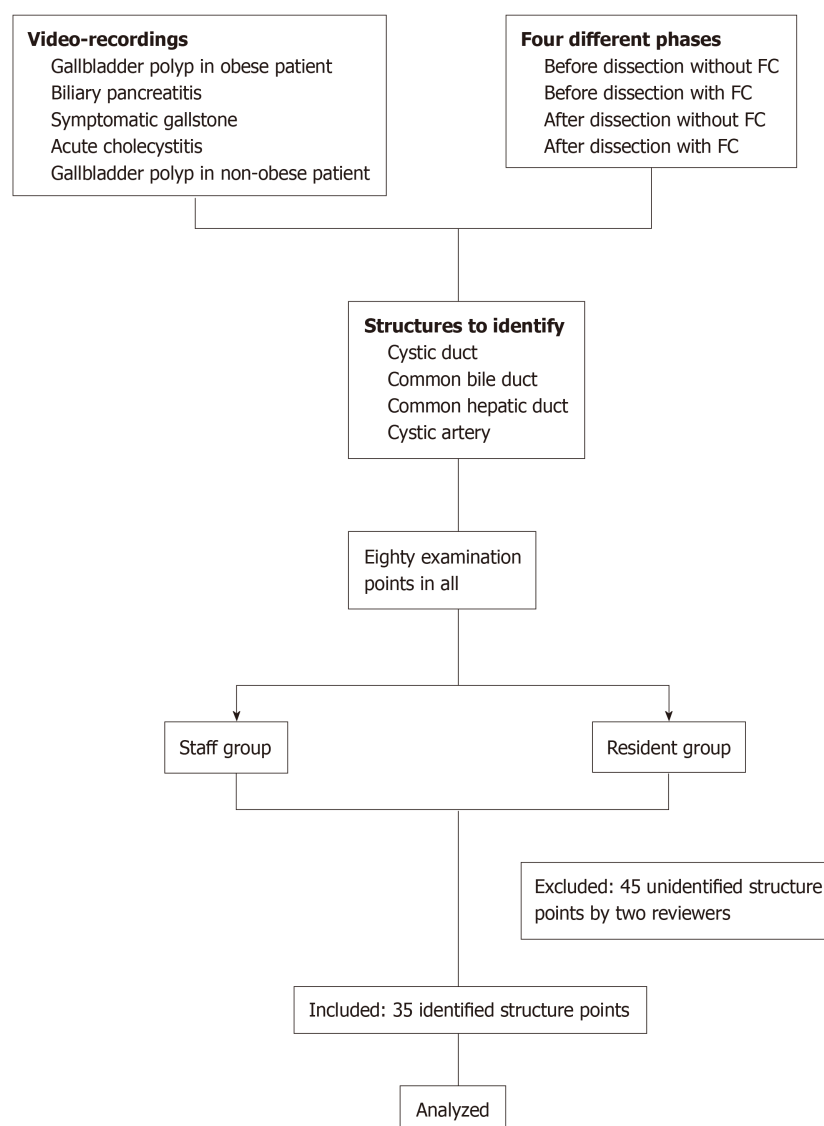 Video-recordings
Gallbladder polyp in obese patient
Biliary pancreatitis
Symptomatic gallstone
Acute cholecystitis
Gallbladder polyp in non-obese patient
Four different phases
Before dissection without FC
Before dissection with FC
After dissection without FC
After dissection with FC
Structures to identify
Cystic duct
Common bile duct
Common hepatic duct
Cystic artery
Eighty examination
points in all
Staff group
Resident group
Excluded: 45 unidentified structure
points by two reviewers
Included: 35 identified structure points
Analyzed